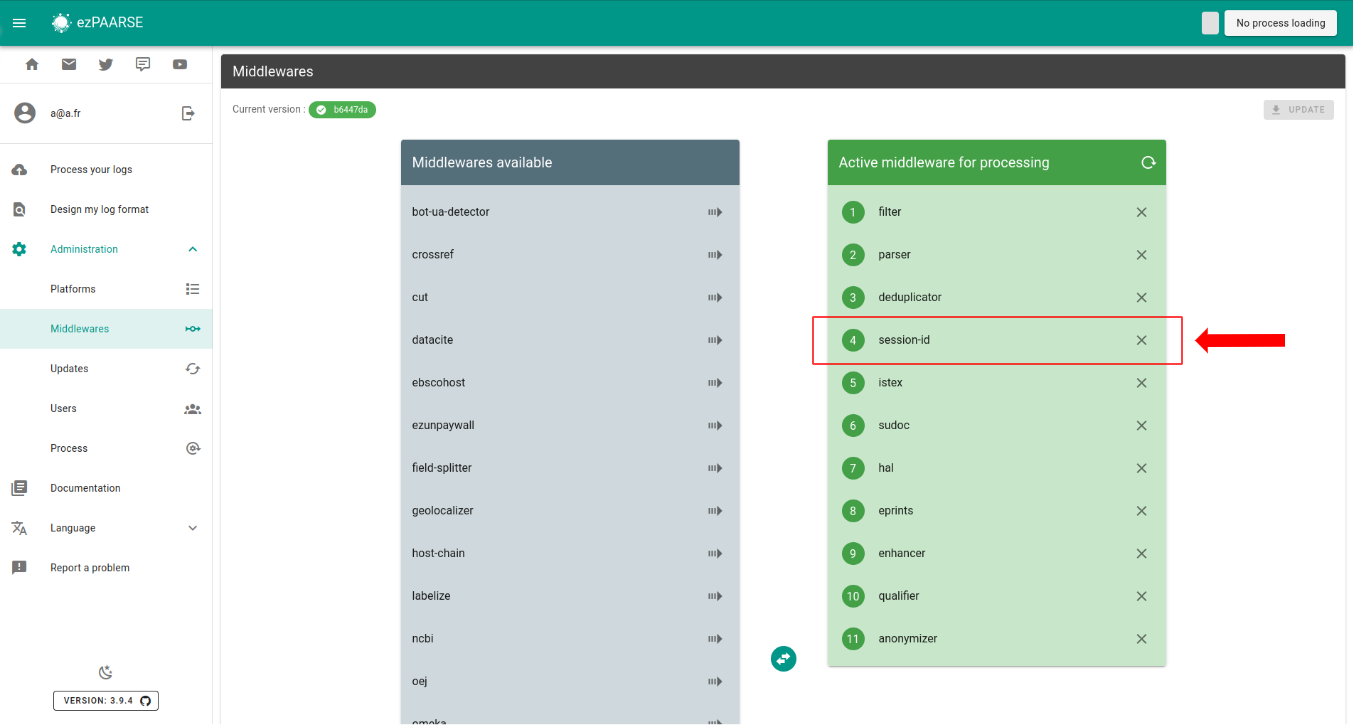 ezPAARSE
No process loading
a@a.fr
Process your logs
Design my log format
Administration
Platforms
Middlewares
Updates
Users
Process
Documentation
Language
Report a problem
VERSION: 3.9.4
Middlewares
Current version : b6447da
UPDATE
Middlewares available
bot-ua-detector
crossref
cut
datacite
ebscohost
ezunpaywall
field-splitter
geolocalizer
host-chain
labelize
ncbi
oej
omeka
Active middleware for processing
1 filter
2 parser
3 deduplicator
4 session-id
5 istex
6 sudoc
7 hal
8 eprints
9 enhancer
10 qualifier
11 anonymizer